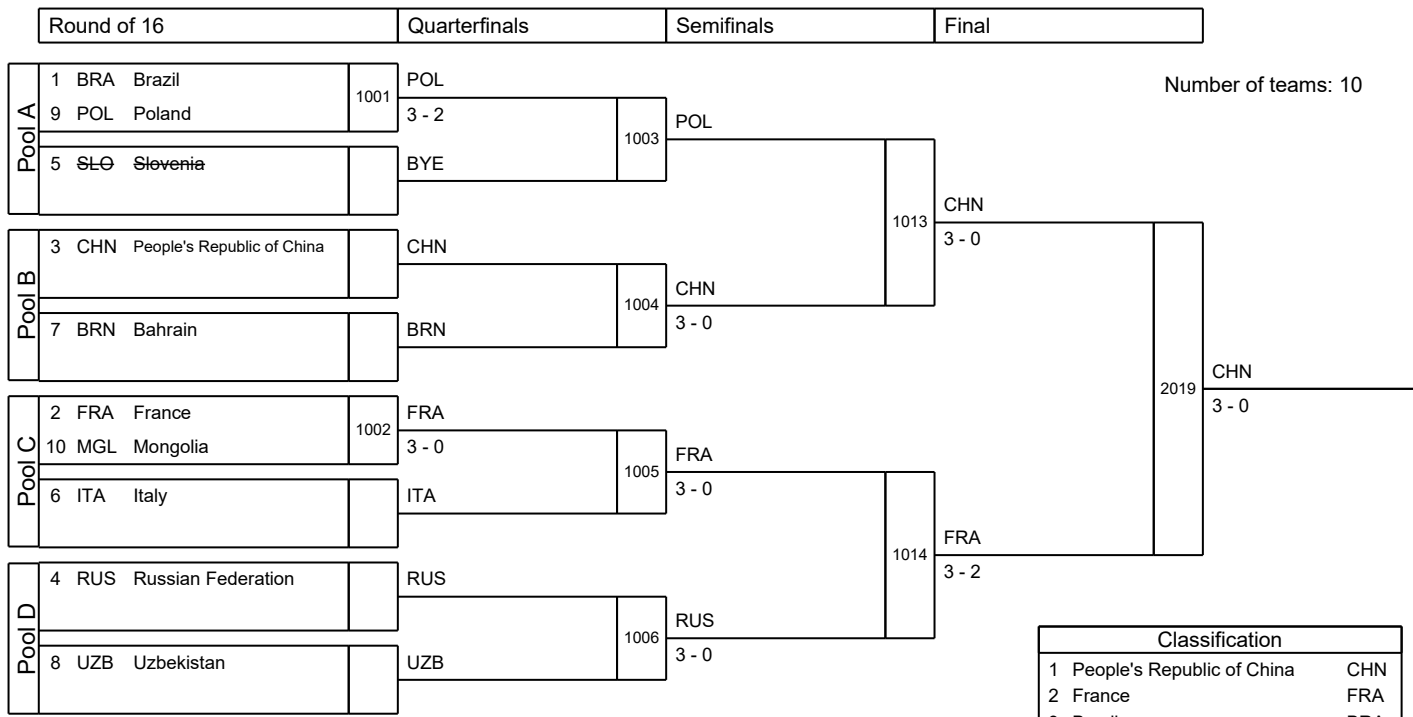 Round of 16 Quarterfinals Semifinals Final
Number of teams: 10
Pool A
1 BRA Brazil
9 POL Poland
1001
5 SLO Slovenia
POL
3 - 2
BYE
1003
POL
Pool B
3 CHN People's Republic of China
7 BRN Bahrain
CHN
BRN
1004
CHN
3 - 0
1013
CHN
3 - 0
Pool C
2 FRA France
10 MGL Mongolia
1002
6 ITA Italy
FRA
3 - 0
ITA
1005
FRA
3 - 0
Pool D
4 RUS Russian Federation
8 UZB Uzbekistan
RUS
UZB
1006
RUS
3 - 0
1014
FRA
3 - 2
2019
CHN
3 - 0
Classification
1 People's Republic of China CHN
2 France FRA